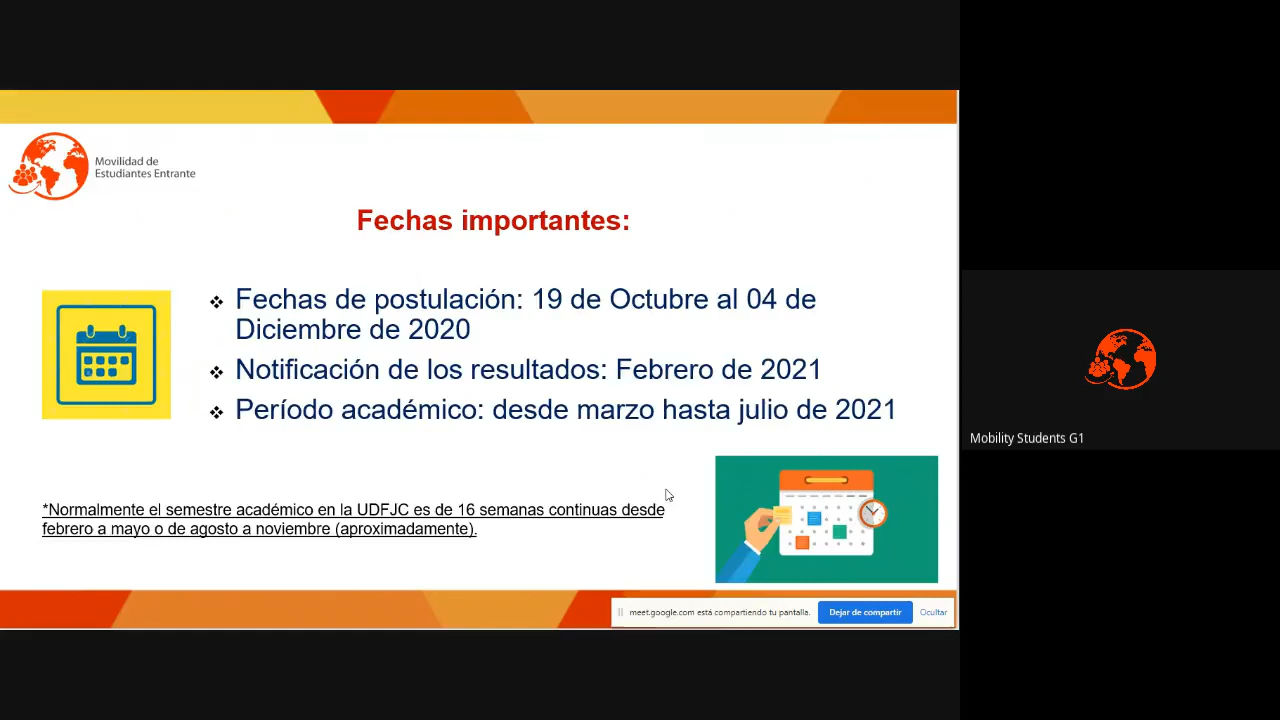 Movilidad de
Estudiantes Entrante
Fechas importantes:
Fechas de postulación: 19 de Octubre al 04 de
Diciembre de 2020
Notificación de los resultados: Febrero de 2021
Período académico: desde marzo hasta julio de 2021
*Normalmente el semestre académico en la UDFJC es de 16 semanas continuas desde
febrero a mayo o de agosto a noviembre (aproximadamente).
meet.google.com está compartiendo tu pantalla.
Dejar de compartir
Ocultar
Mobility Students G1